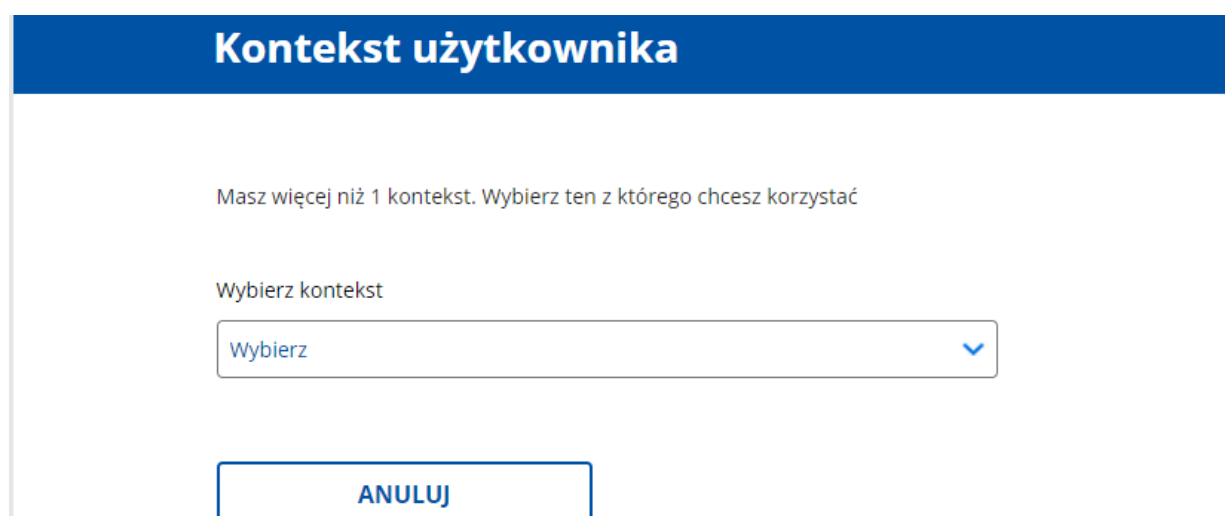 Kontekst użytkownika
Masz więcej niż 1 kontekst. Wybierz ten z którego chcesz korzystać
Wybierz kontekst
Wybierz
ANULUJ